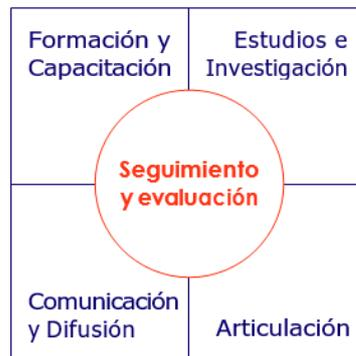 Formación y
Capacitación
Estudios e
Investigación
Seguimiento
y evaluación
Comunicación
y Difusión
Articulación